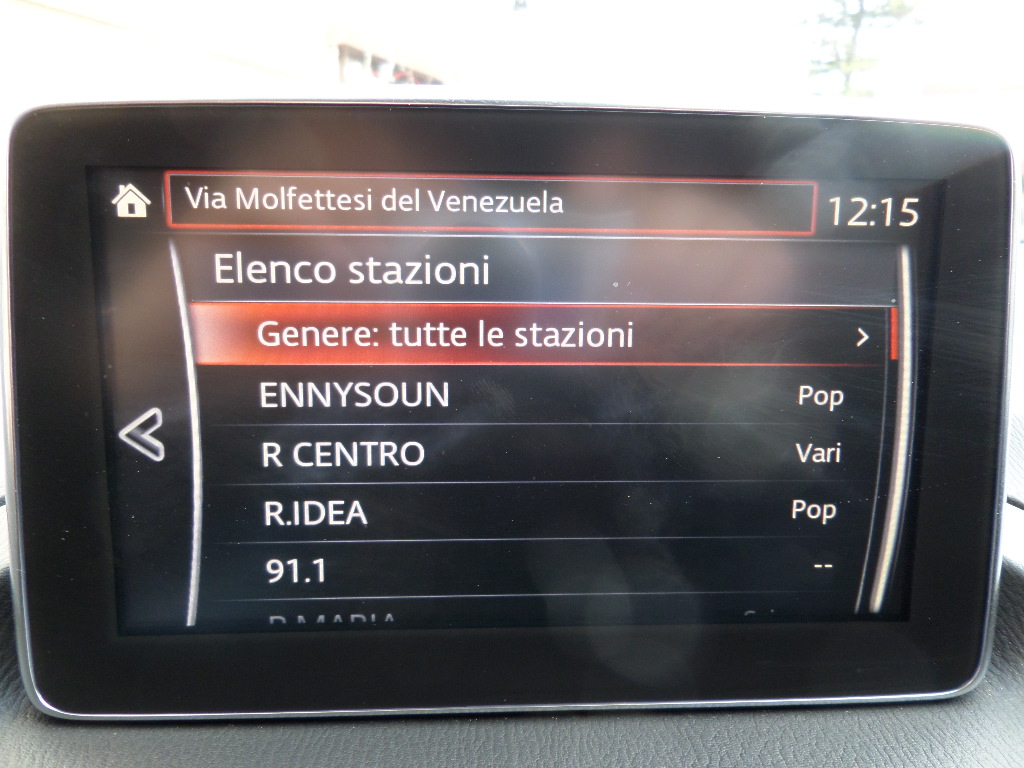 Via Molfettesi del Venezuela 12:15
Elenco stazioni
Genere: tutte le stazioni
ENNYSOUN Pop
R CENTRO Vari
R.IDEA Pop
91.1 --
R.MARIA